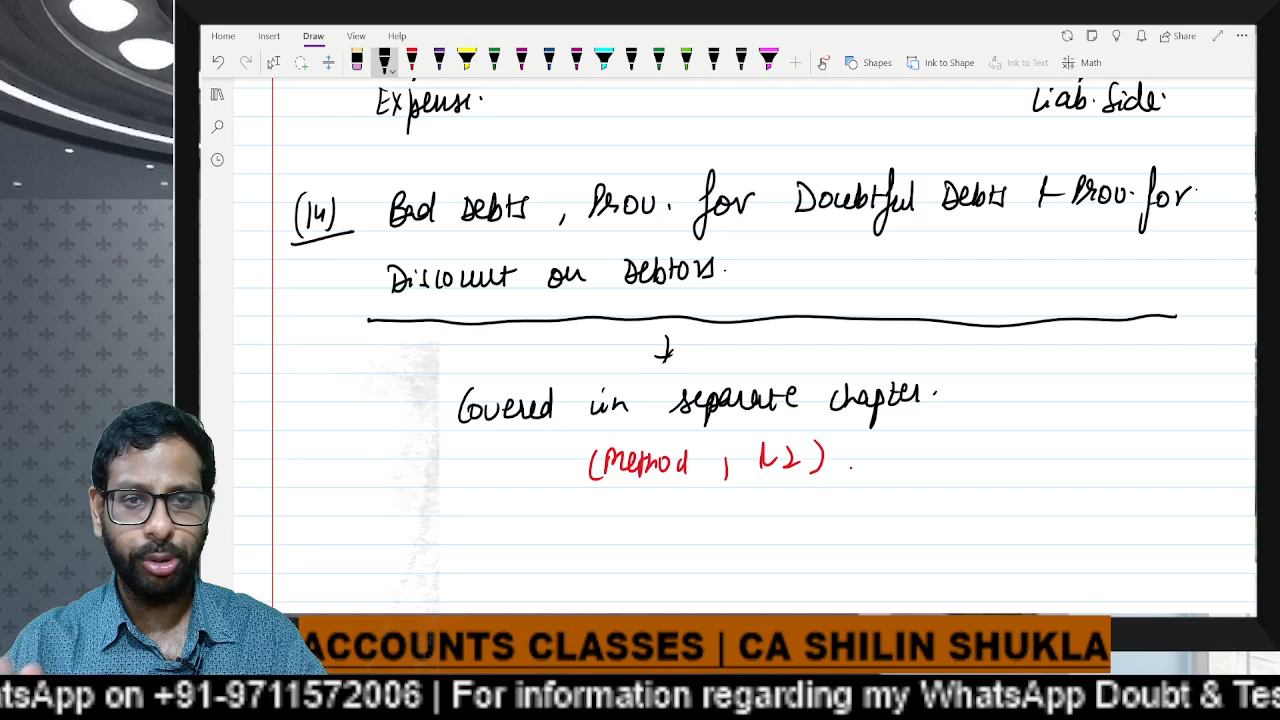 Home Insert Draw View Help
Share
Shapes Ink to Shape Ink to Text Math
Expense.
Liab. Side.
(14) Bad Debts, Prov. for Doubtful Debts + Prov. for
Discount on Debtors.
Covered in separate chapter.
(Method, L2).
ACCOUNTS CLASSES | CA SHILIN SHUKLA
atsApp on +91-9711572006 | For information regarding my WhatsApp Doubt & Tes